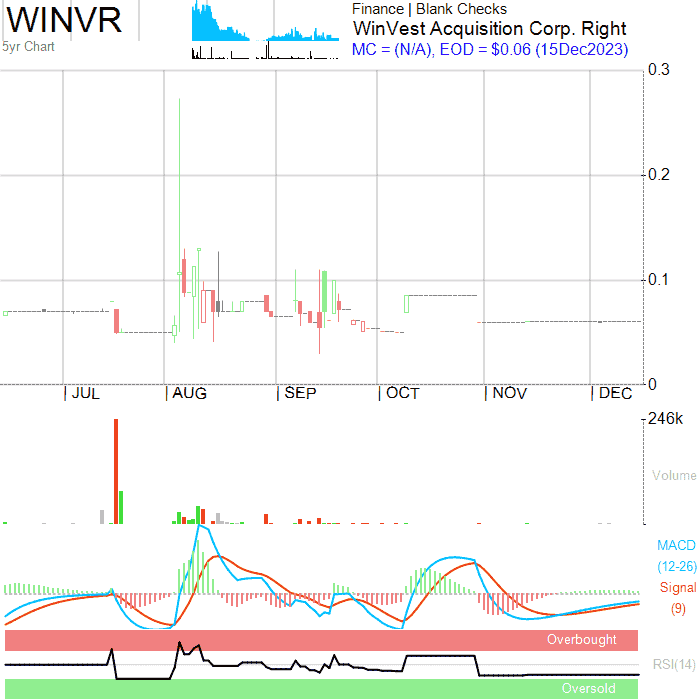 WINVR
5yr Chart
Finance | Blank Checks
WinVest Acquisition Corp. Right
MC = (N/A), EOD = $0.06 (15Dec2023)
0.3
0.2
0.1
0
| JUL | AUG | SEP | OCT | NOV | DEC
246k
Volume
MACD
(12-26)
Signal
(9)
Overbought
RSI(14)
Oversold